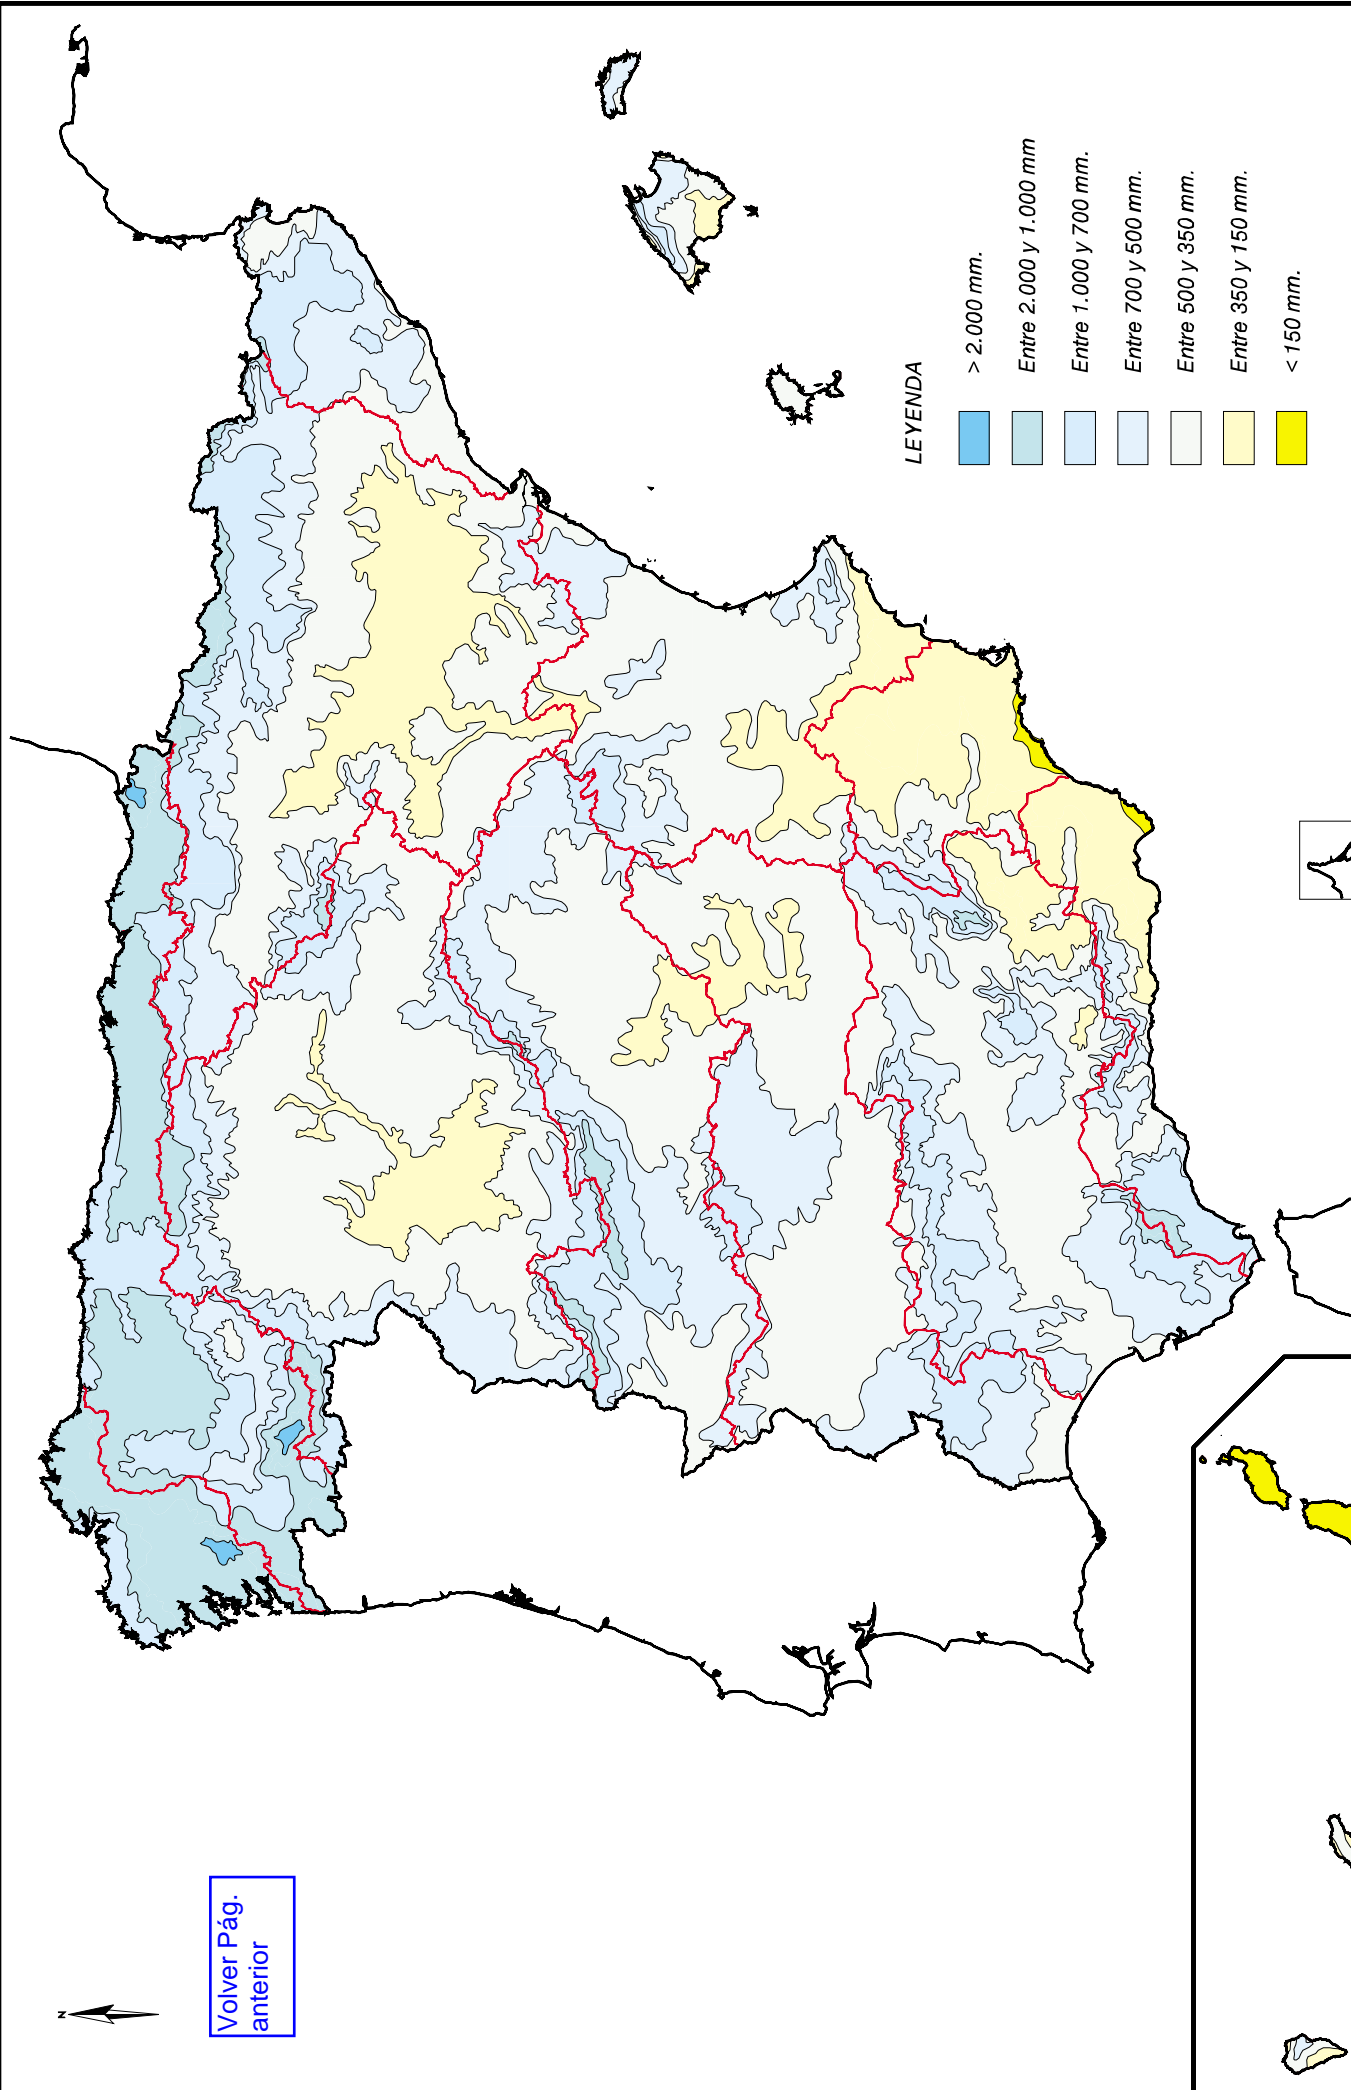 N
Volver Pág.
anterior
LEYENDA
> 2.000 mm.
Entre 2.000 y 1.000 mm
Entre 1.000 y 700 mm.
Entre 700 y 500 mm.
Entre 500 y 350 mm.
Entre 350 y 150 mm.
< 150 mm.